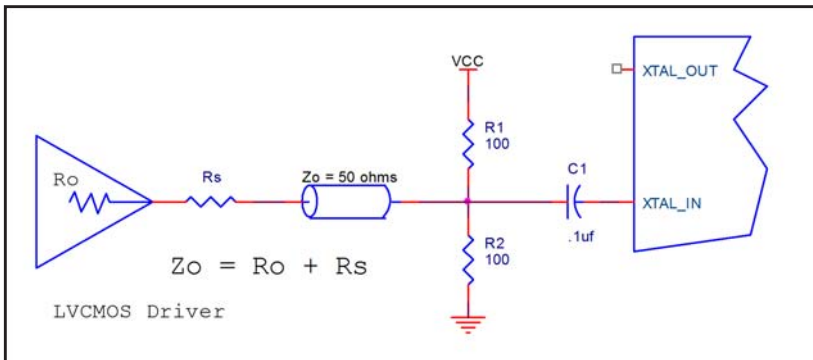 VCC
XTAL_OUT
R1
100
Ro
Rs
Zo = 50 ohms
C1
XTAL_IN
.1uf
R2
100
Zo = Ro + Rs
LVCMOS Driver